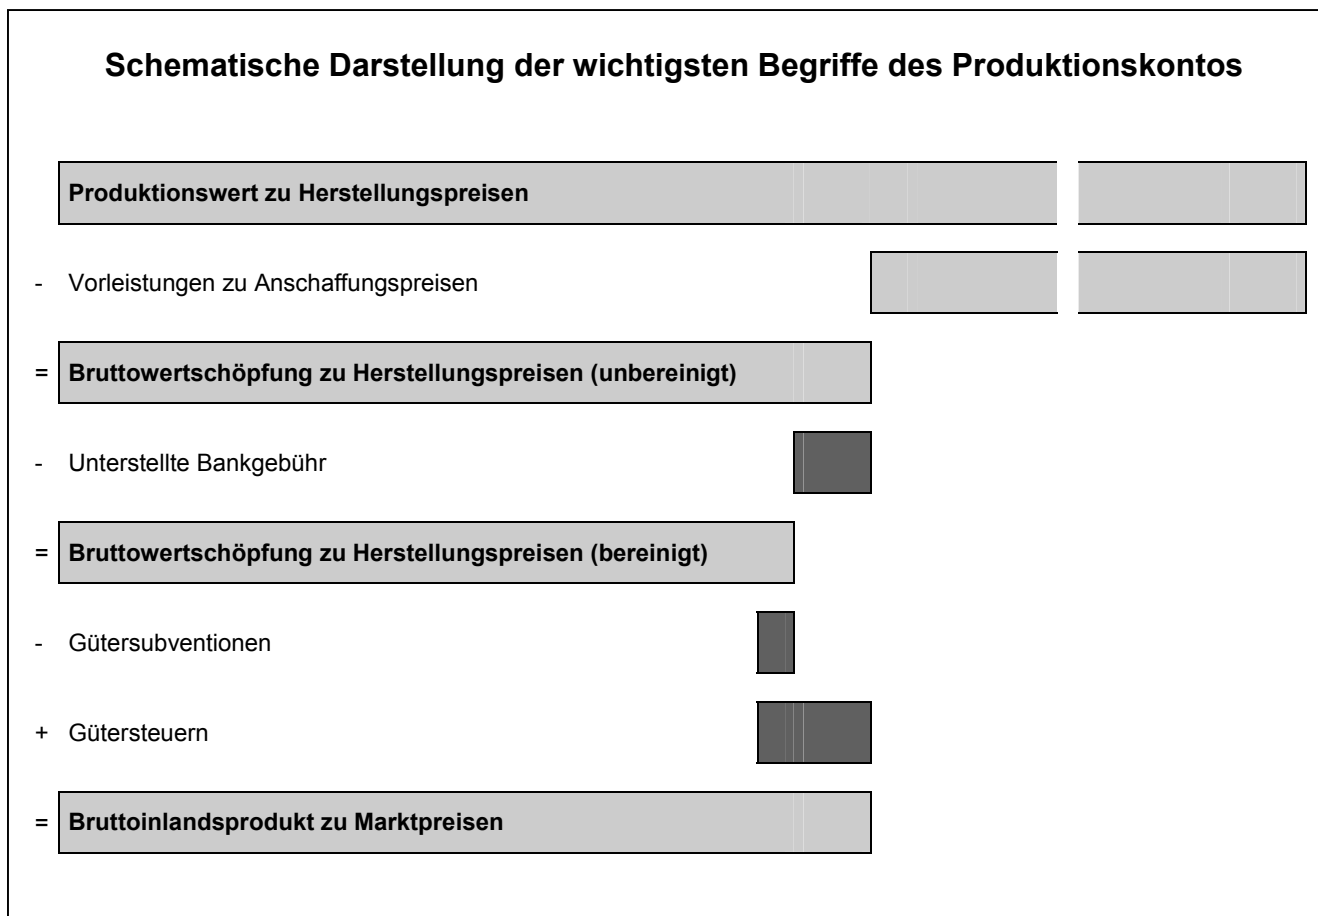 Schematische Darstellung der wichtigsten Begriffe des Produktionskontos
Produktionswert zu Herstellungspreisen
- Vorleistungen zu Anschaffungspreisen
= Bruttowertschöpfung zu Herstellungspreisen (unbereinigt)
- Unterstellte Bankgebühr
= Bruttowertschöpfung zu Herstellungspreisen (bereinigt)
- Gütersubventionen
+ Gütersteuern
= Bruttoinlandsprodukt zu Marktpreisen